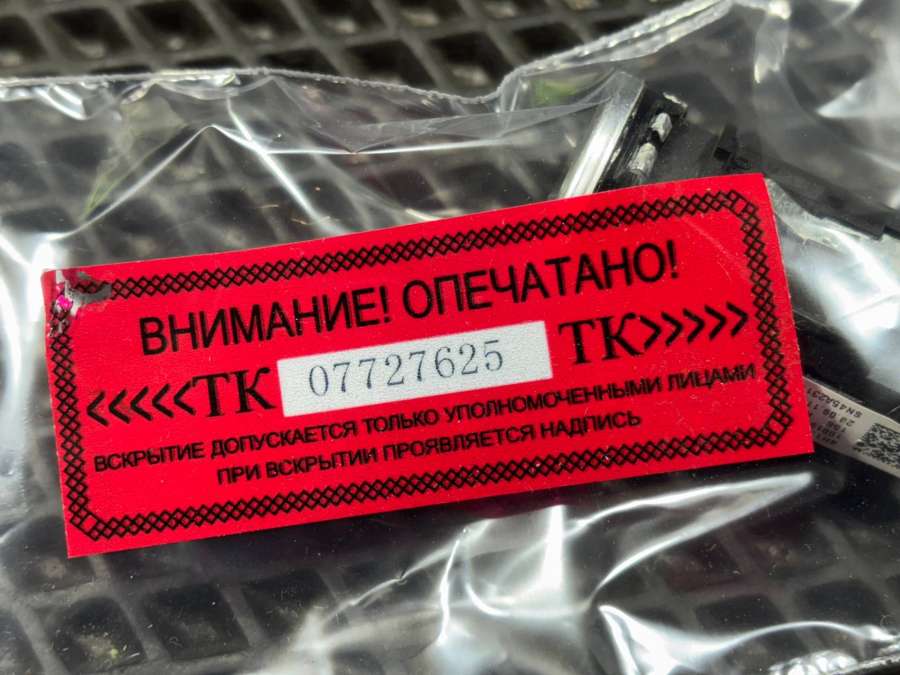 ВНИМАНИЕ! ОПЕЧАТАНО!
<<<<<ТК 07727625 ТК>>>>>
ВСКРЫТИЕ ДОПУСКАЕТСЯ ТОЛЬКО УПОЛНОМОЧЕННЫМИ ЛИЦАМИ
ПРИ ВСКРЫТИИ ПРОЯВЛЯЕТСЯ НАДПИСЬ